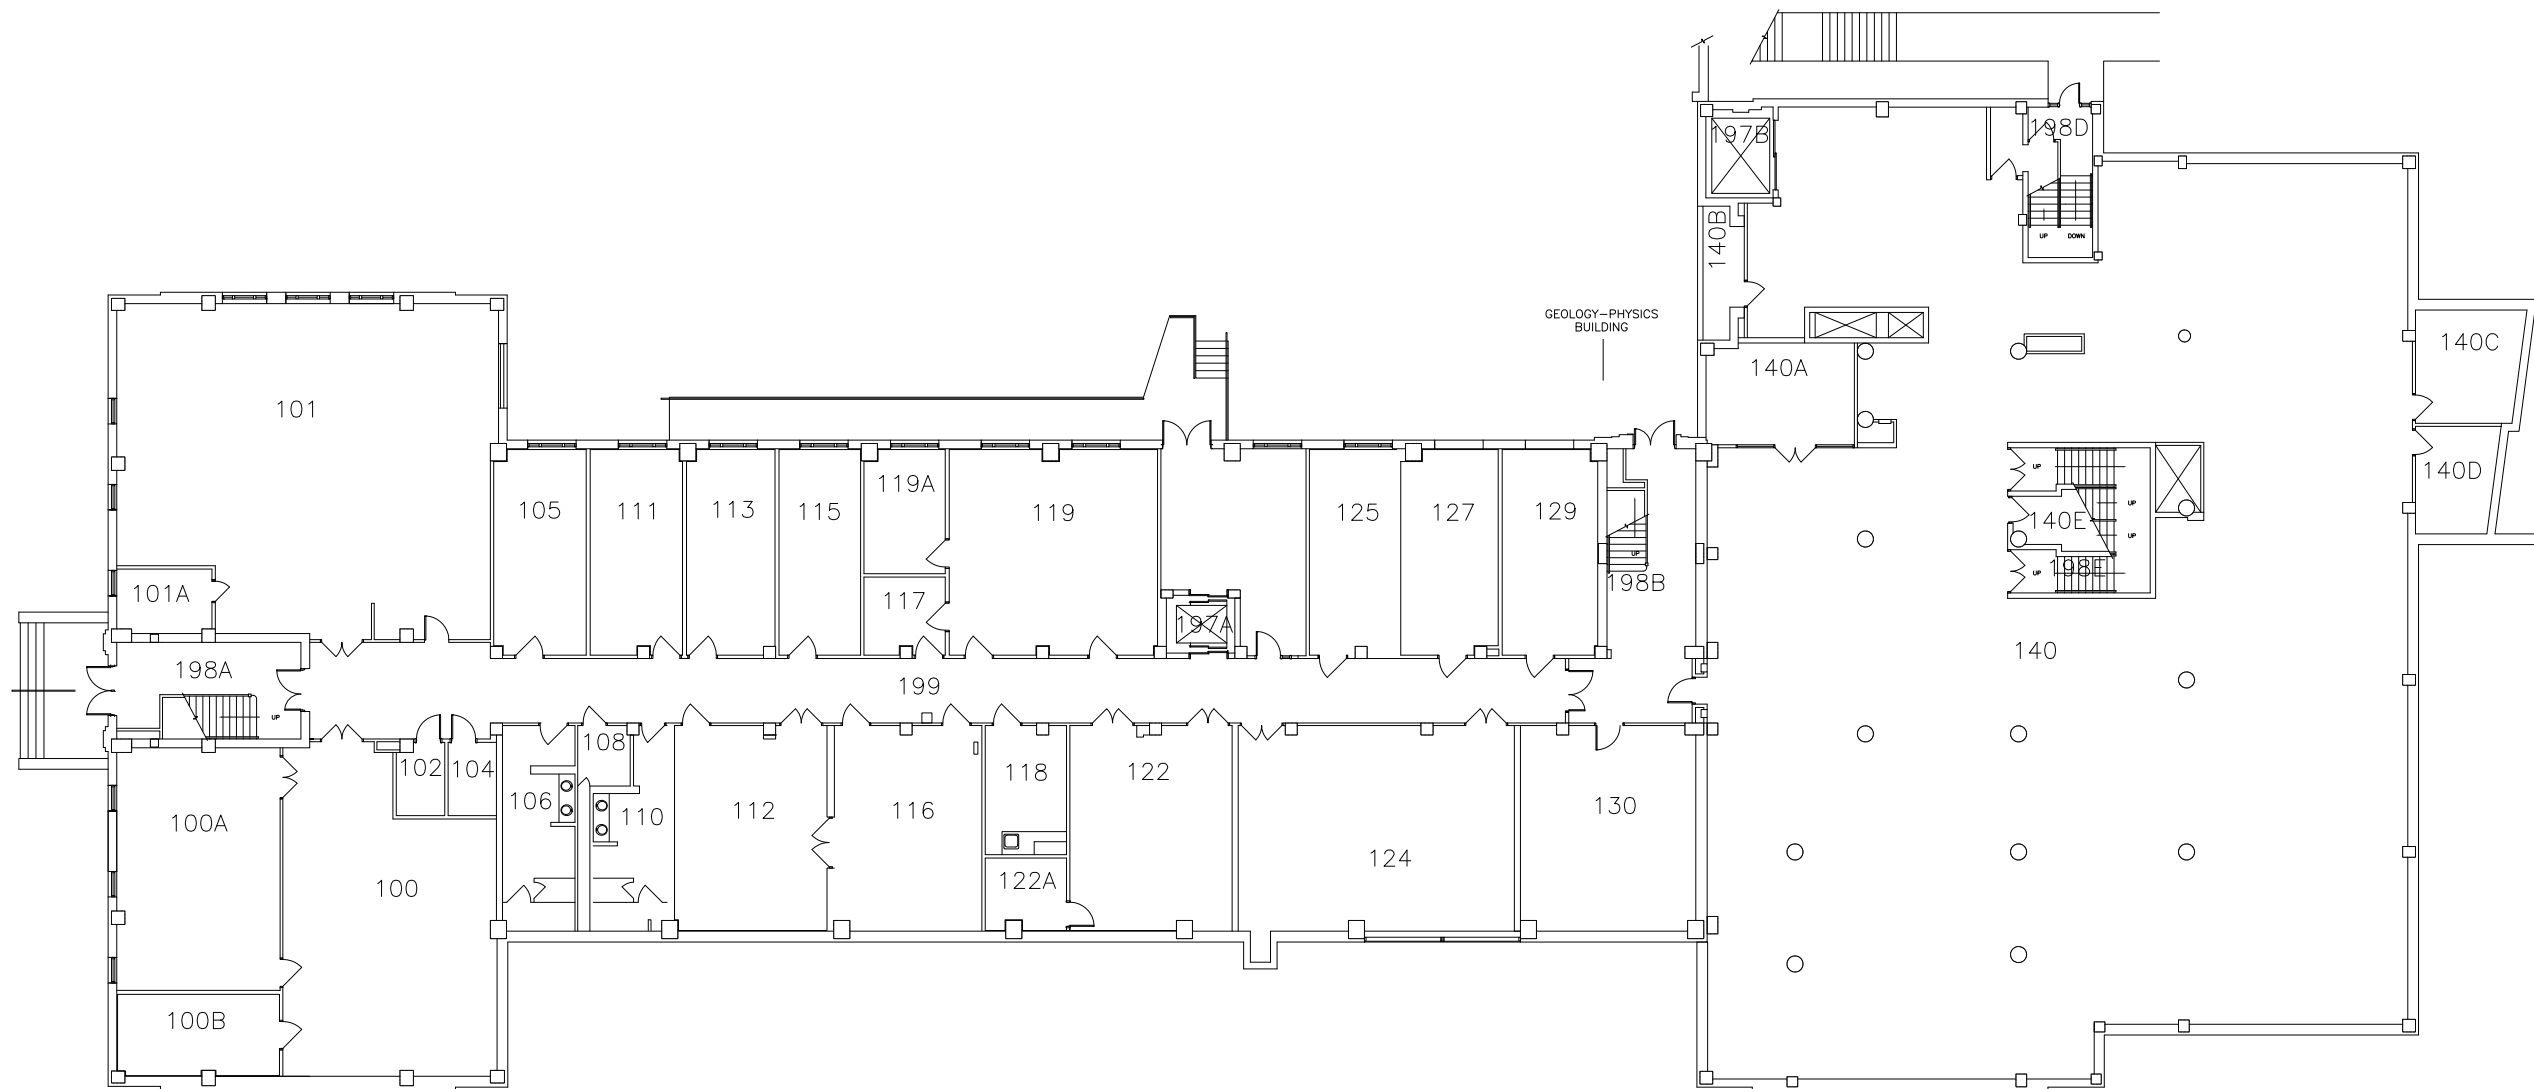 197B
198D
140B
UP
DOWN
GEOLOGY-PHYSICS
BUILDING
140C
140A
101
119A
140D
UP
105
111
113
115
119
125
127
129
UP
140E
UP
UP
198B
UP
198E
101A
117
197A
140
198A
199
UP
108
102
104
118
122
106
110
112
116
130
100A
124
100
122A
100B